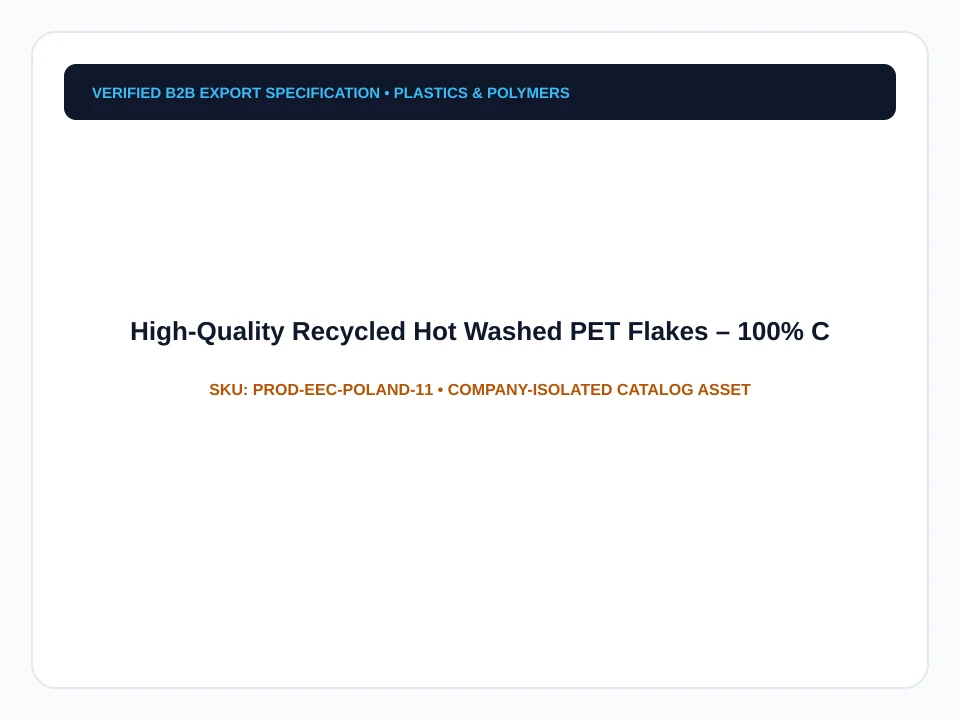 VERIFIED B2B EXPORT SPECIFICATION • PLASTICS & POLYMERS
High-Quality Recycled Hot Washed PET Flakes – 100% C
SKU: PROD-EEC-POLAND-11 • COMPANY-ISOLATED CATALOG ASSET